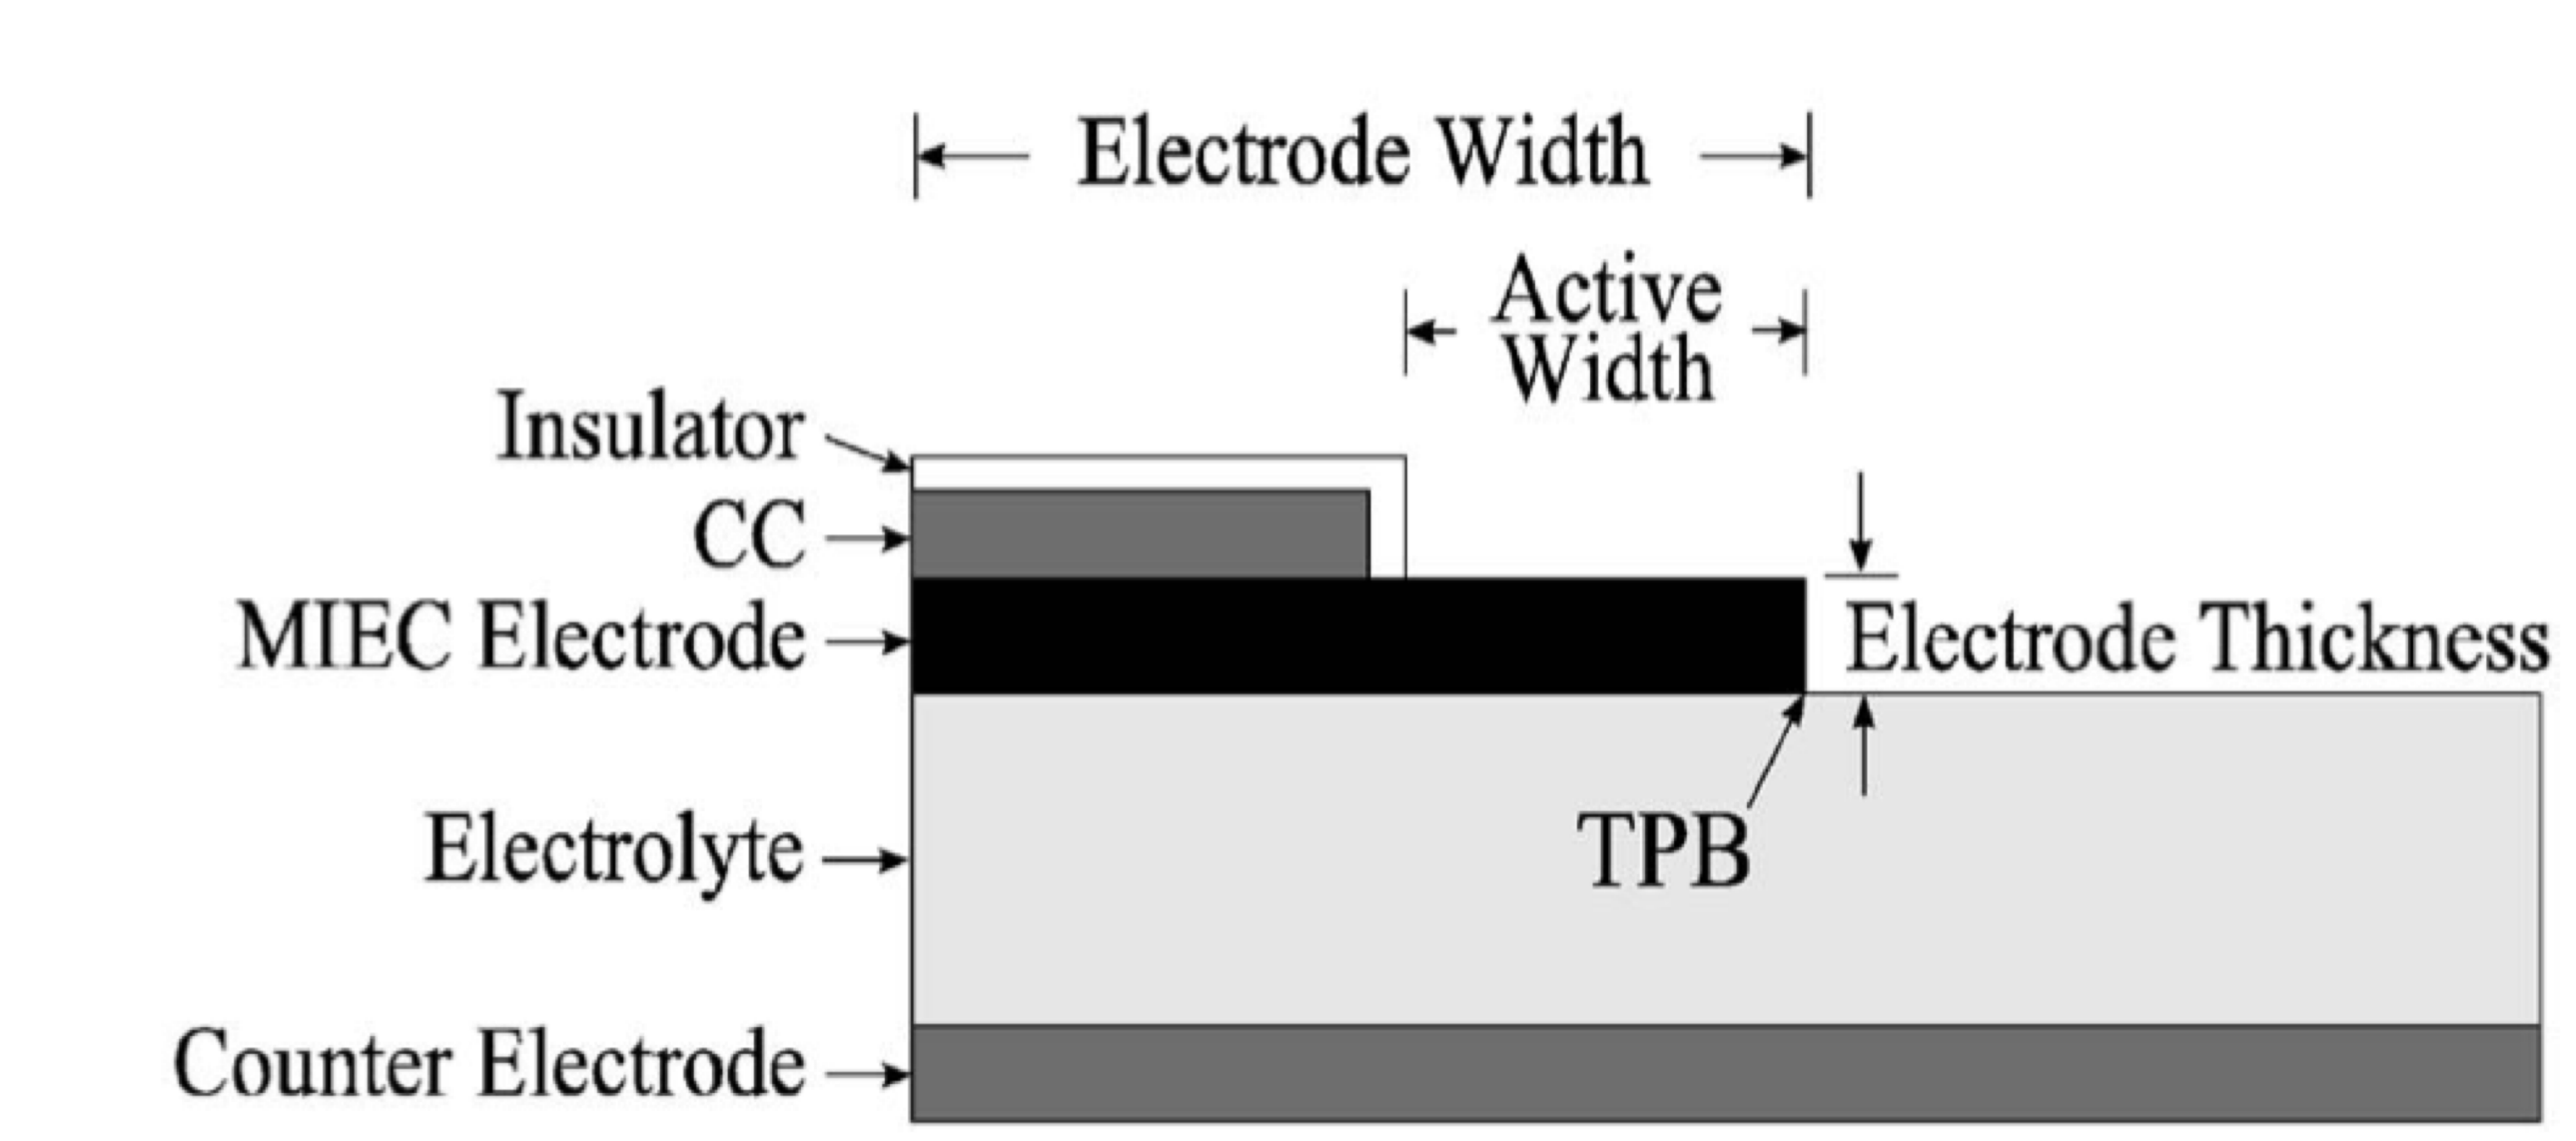 Electrode Width
Active
Width
Insulator
CC
MIEC Electrode
Electrode Thickness
TPB
Electrolyte
Counter Electrode